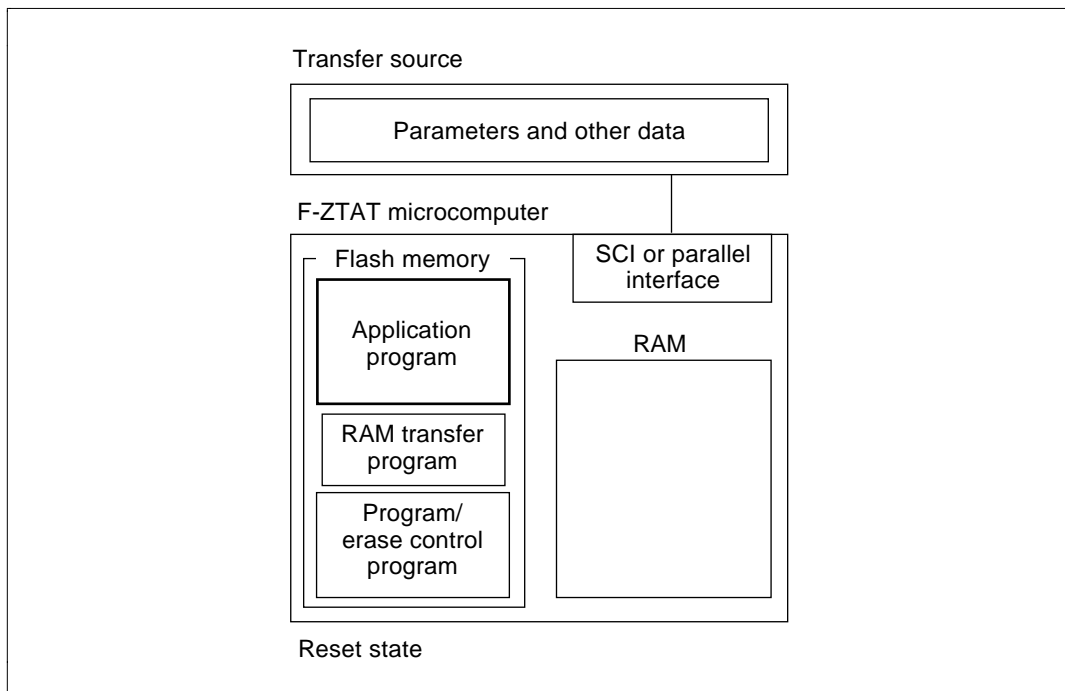 Transfer source
Parameters and other data
F-ZTAT microcomputer
Flash memory
SCI or parallel
interface
Application
program
RAM
RAM transfer
program
Program/
erase control
program
Reset state